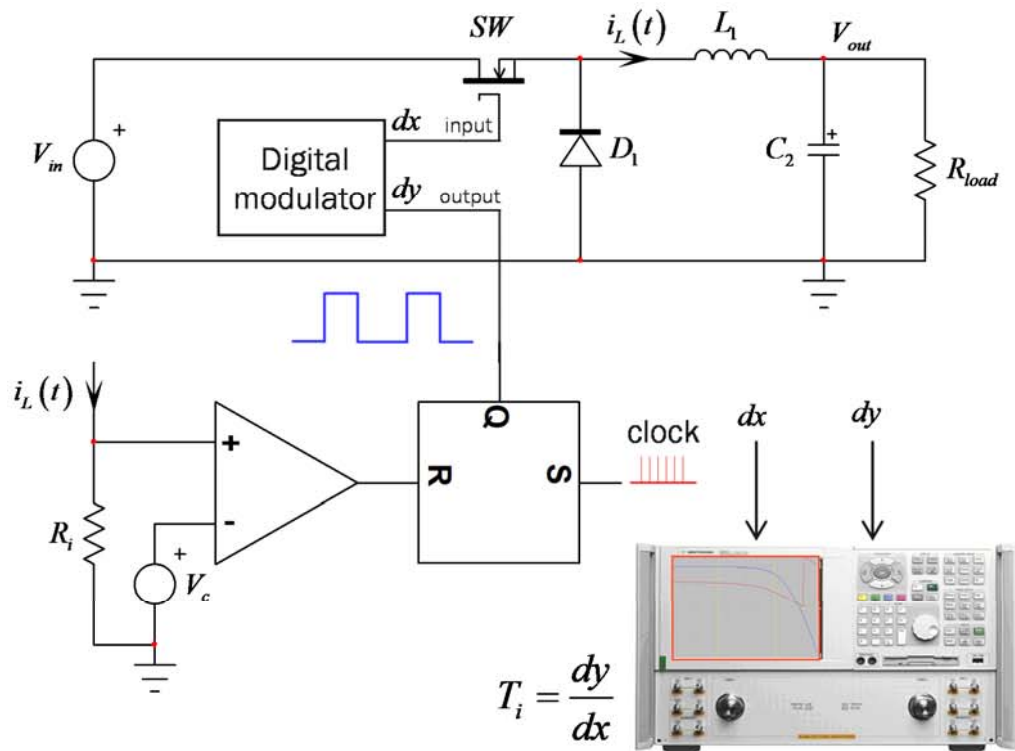 SW
i_L(t)
L_1
V_out
dx
input
+
V_in
Digital
modulator
dy
output
D_1
C_2
+
R_load
i_L(t)
+
-
R_i
+
V_c
Q
R
S
clock
dx
dy
T_i = dy/dx